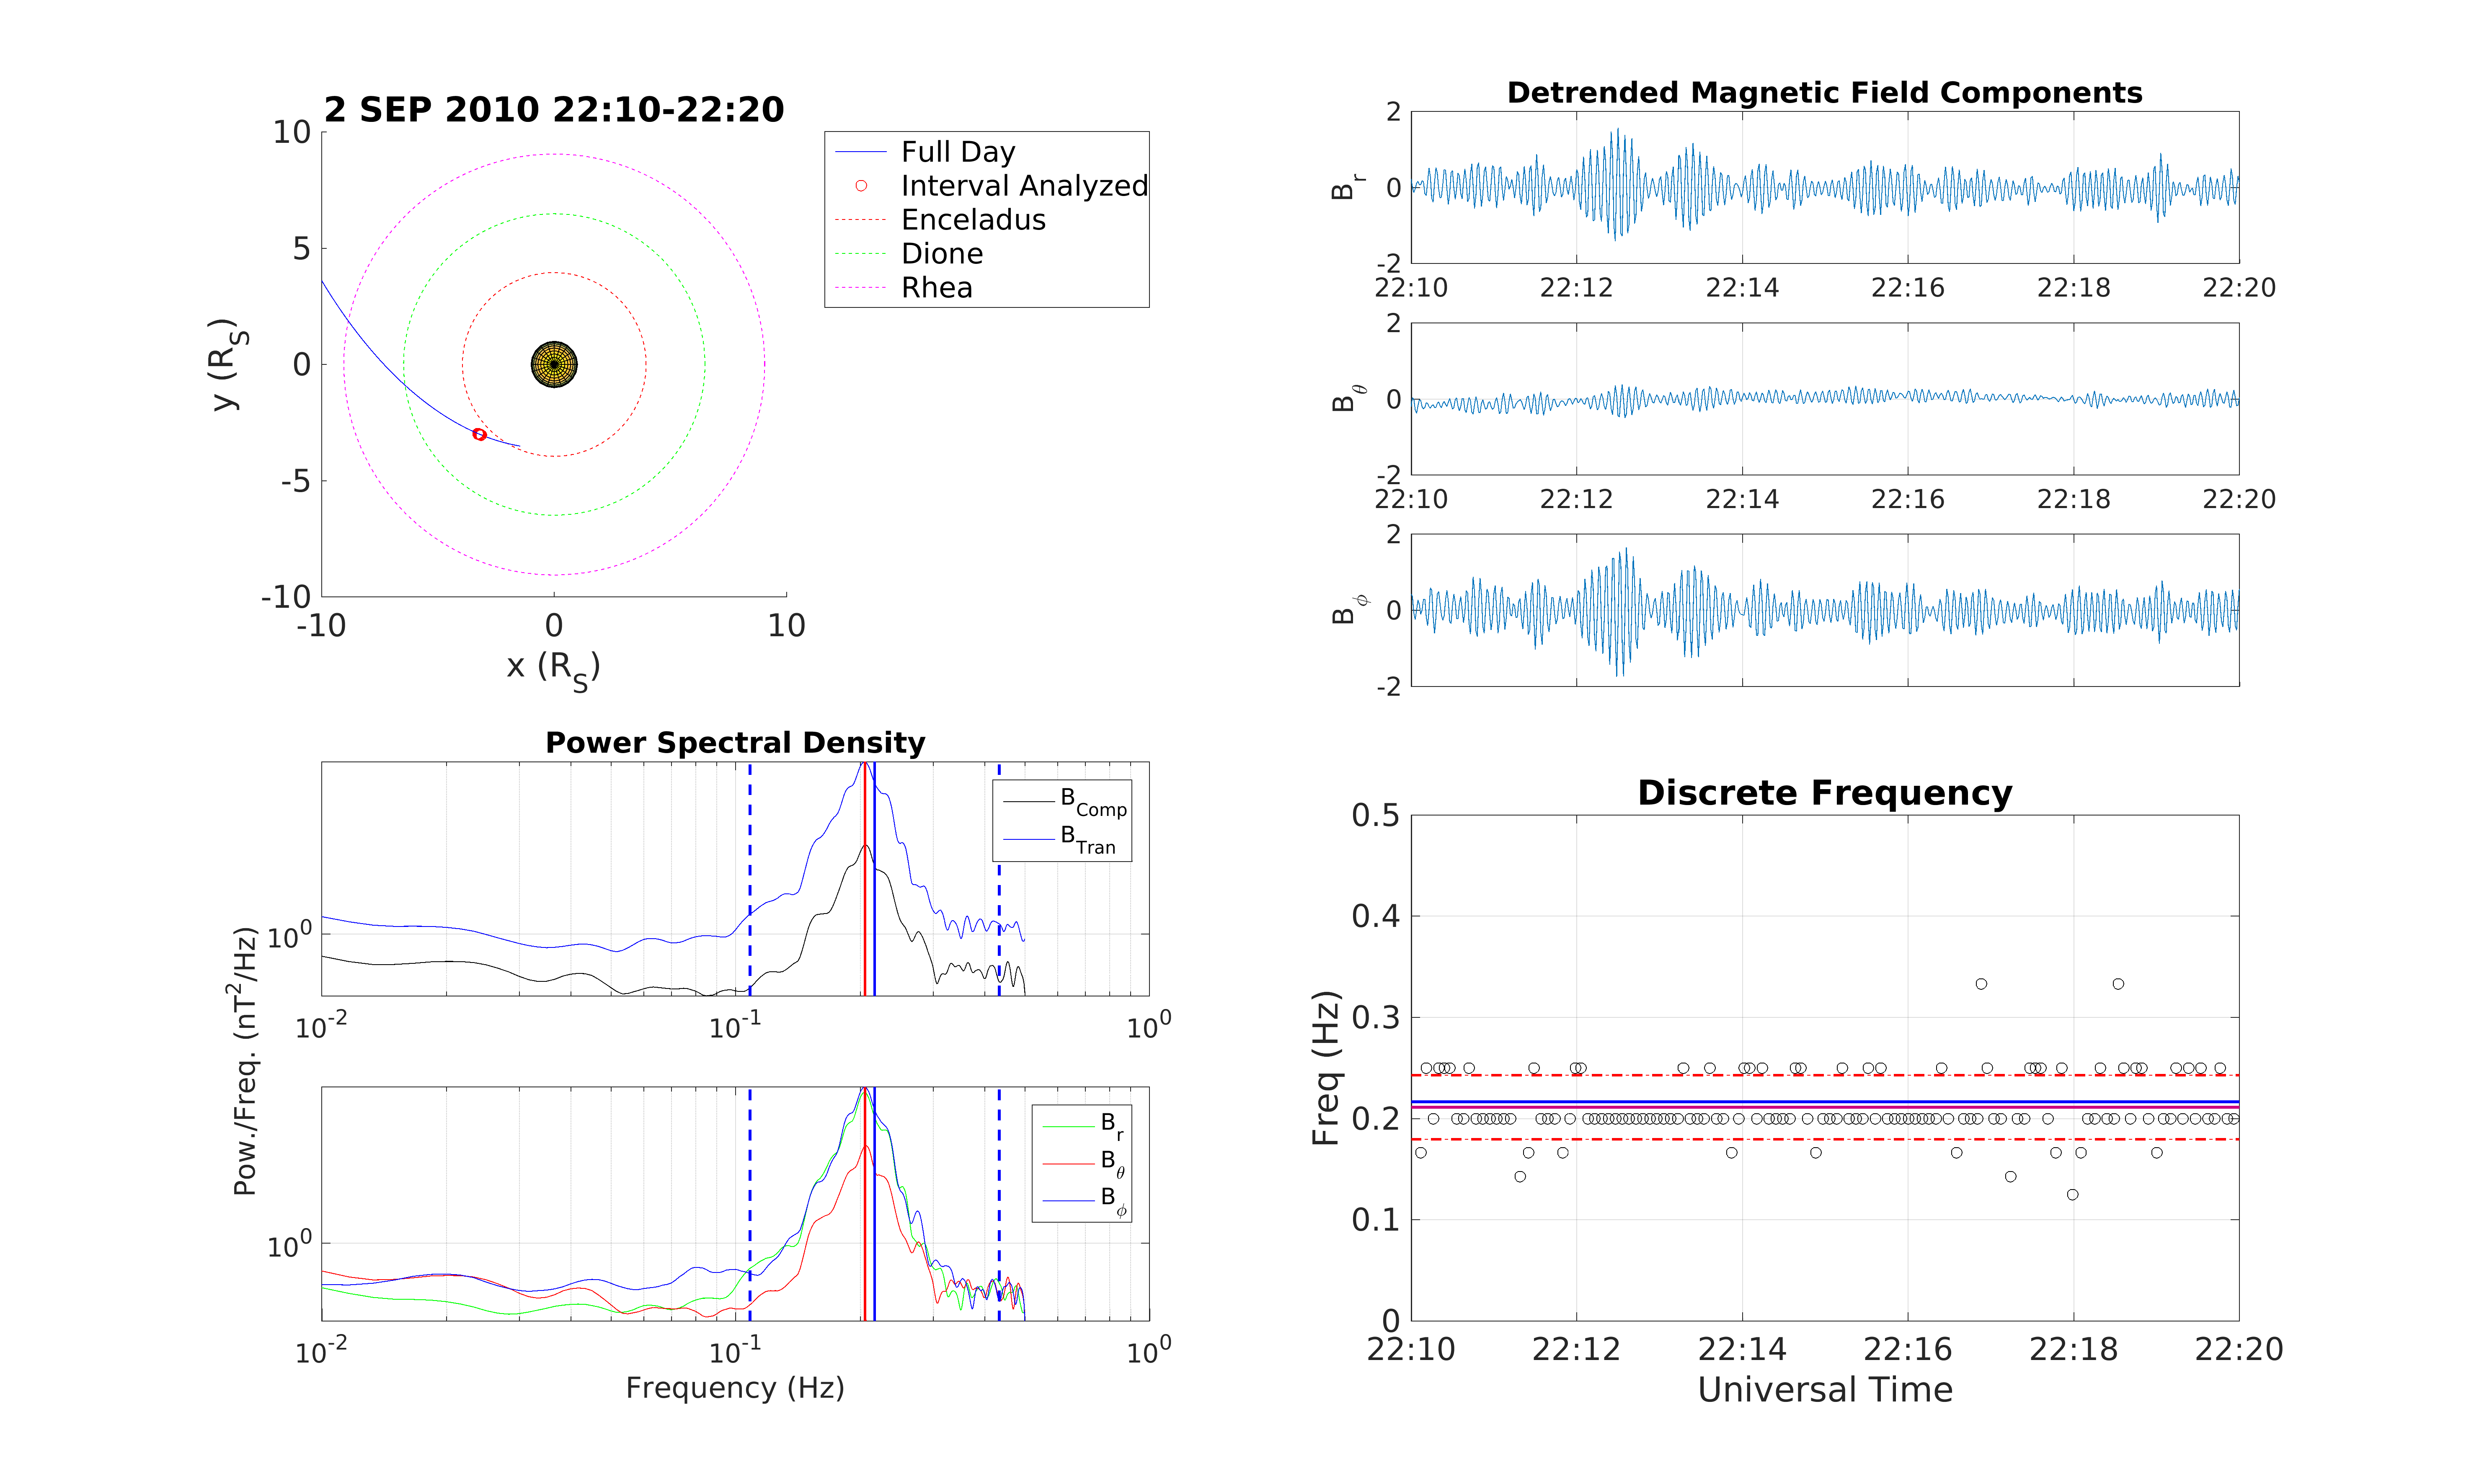 2 SEP 2010 22:10-22:20
10
5
0
-5
-10
-10 0 10
y (R_S)
x (R_S)
Full Day
Interval Analyzed
Enceladus
Dione
Rhea
Detrended Magnetic Field Components
2
0
-2
B_r
22:10 22:12 22:14 22:16 22:18 22:20
2
0
-2
B_θ
22:10 22:12 22:14 22:16 22:18 22:20
2
0
-2
B_ϕ
Power Spectral Density
10^0
B_Comp
B_Tran
10^-2 10^-1 10^0
Pow./Freq. (nT^2/Hz)
10^0
B_r
B_θ
B_ϕ
10^-2 10^-1 10^0
Frequency (Hz)
Discrete Frequency
0.5
0.4
0.3
0.2
0.1
0
Freq (Hz)
22:10 22:12 22:14 22:16 22:18 22:20
Universal Time